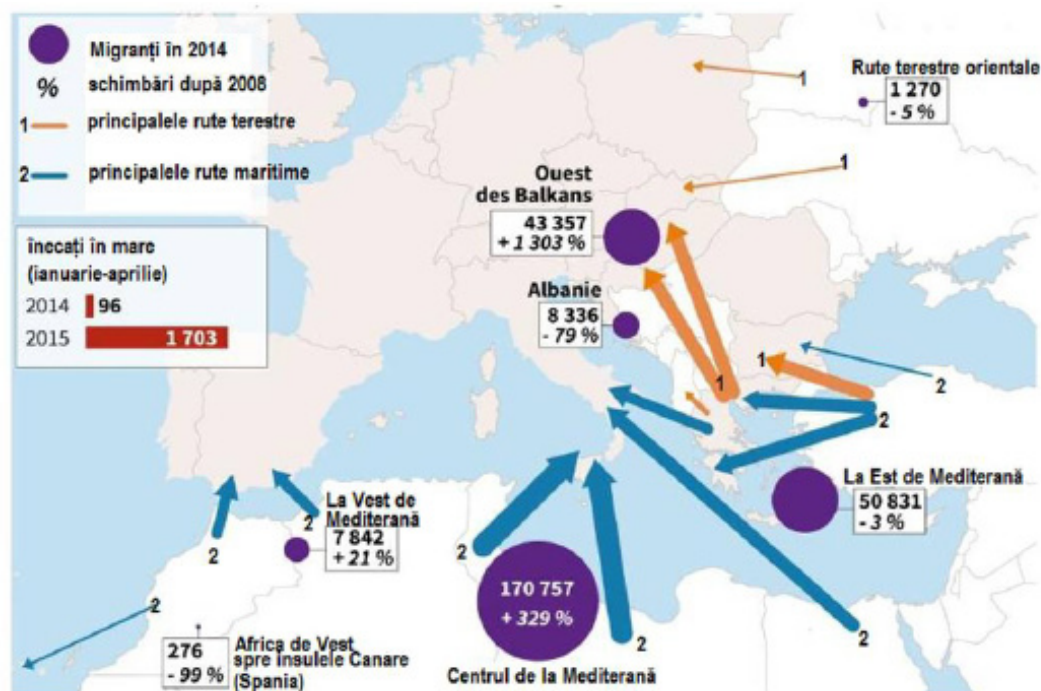 Migranți în 2014
% schimbări după 2008
1 principalele rute terestre
2 principalele rute maritime
înecați în mare
(ianuarie-aprilie)
2014 96
2015 1 703
Rute terestre orientale
1 270
- 5 %
1
1
Ouest
des Balkans
43 357
+ 1 303 %
Albanie
8 336
- 79 %
1
1
2
2
La Est de Mediterană
50 831
- 3 %
La Vest de
Mediterană
7 842
+ 21 %
2
2
2
170 757
+ 329 %
Centrul de la Mediterană
2
2
2
276
- 99 %
Africa de Vest
spre insulele Canare
(Spania)